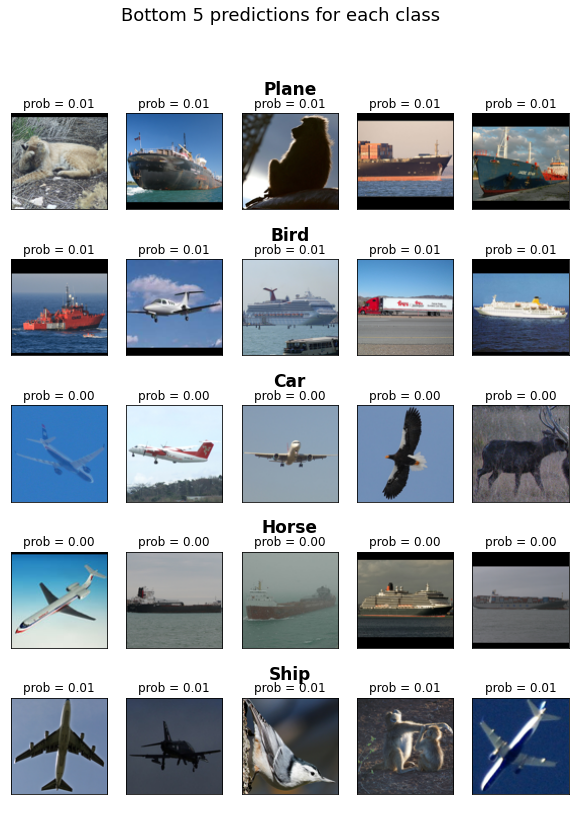 Bottom 5 predictions for each class
Plane
prob = 0.01 prob = 0.01 prob = 0.01 prob = 0.01 prob = 0.01
Bird
prob = 0.01 prob = 0.01 prob = 0.01 prob = 0.01 prob = 0.01
Car
prob = 0.00 prob = 0.00 prob = 0.00 prob = 0.00 prob = 0.00
Horse
prob = 0.00 prob = 0.00 prob = 0.00 prob = 0.00 prob = 0.00
Ship
prob = 0.01 prob = 0.01 prob = 0.01 prob = 0.01 prob = 0.01